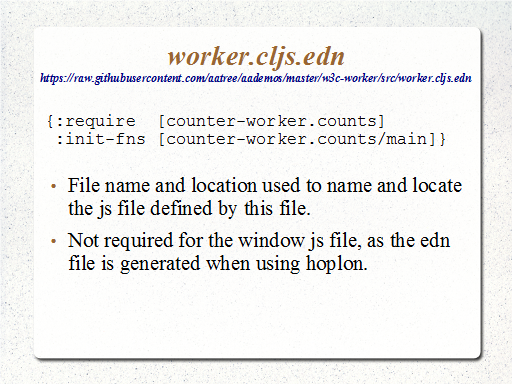 worker.cljs.edn
https://raw.githubusercontent.com/aatree/aademos/master/w3c-worker/src/worker.cljs.edn
{:require  [counter-worker.counts]
 :init-fns [counter-worker.counts/main]}
• File name and location used to name and locate
the js file defined by this file.
• Not required for the window js file, as the edn
file is generated when using hoplon.